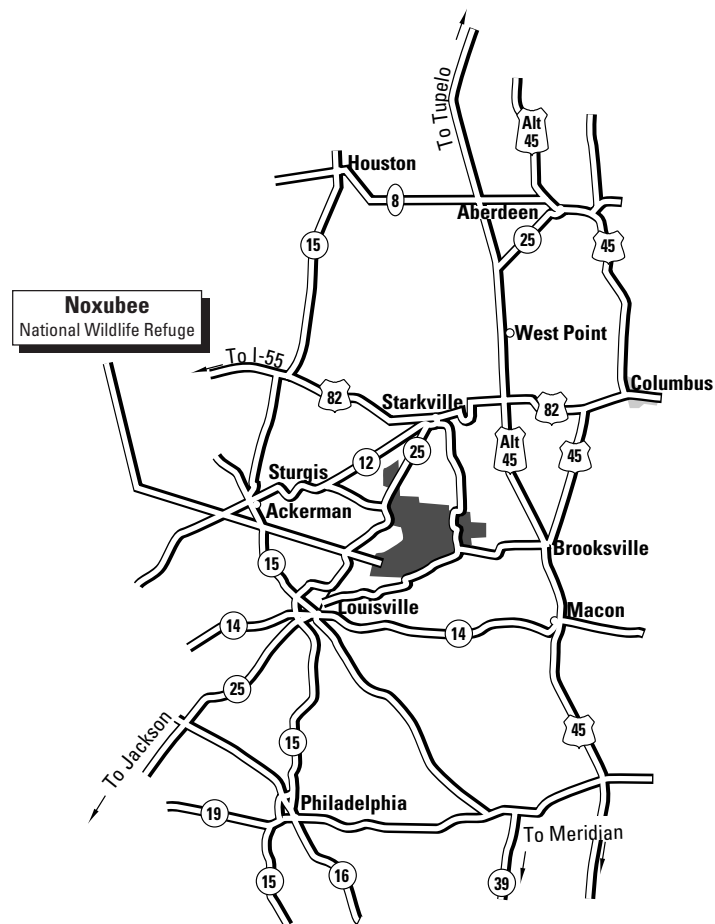 To Tupelo
Alt
45
Houston
8
Aberdeen
15
25
45
Noxubee
National Wildlife Refuge
West Point
To I-55
82
Columbus
Starkville
82
12
25
Alt
45
45
Sturgis
Ackerman
Brooksville
15
Louisville
Macon
14
14
25
15
45
To Jackson
Philadelphia
19
To Meridian
15
16
39